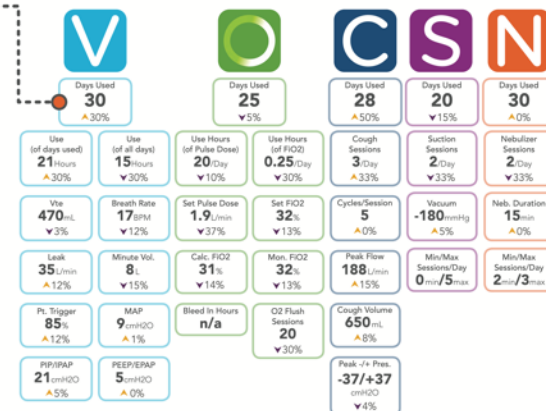 V
O
C
S
N
Days Used
30
▲30%
Days Used
25
▼5%
Days Used
28
▲50%
Days Used
20
▼15%
Days Used
30
▲0%
Use
(of days used)
21Hours
▲30%
Use
(of all days)
15Hours
▼30%
Use Hours
(of Pulse Dose)
20/Day
▼10%
Use Hours
(of FiO2)
0.25/Day
▼30%
Cough
Sessions
3/Day
▲33%
Suction
Sessions
2/Day
▼33%
Nebulizer
Sessions
2/Day
▼33%
Vte
470mL
▼3%
Breath Rate
17BPM
▼12%
Set Pulse Dose
1.9L/min
▼37%
Set FiO2
32%
▼13%
Cycles/Session
5
▲0%
Vacuum
-180mmHg
▲5%
Neb. Duration
15min
▲0%
Leak
35L/min
▲12%
Minute Vol.
8L
▼15%
Calc. FiO2
31%
▼14%
Mon. FiO2
32%
▼13%
Peak Flow
188L/min
▲15%
Min/Max
Sessions/Day
0min/5max
Min/Max
Sessions/Day
2min/3max
Pt. Trigger
85%
▲12%
MAP
9cmH2O
▲1%
Bleed In Hours
n/a
O2 Flush
Sessions
20
▼30%
Cough Volume
650mL
▲8%
PIP/IPAP
21cmH2O
▲5%
PEEP/EPAP
5cmH2O
▲0%
Peak -/+ Pres.
-37/+37
cmH2O
▼4%